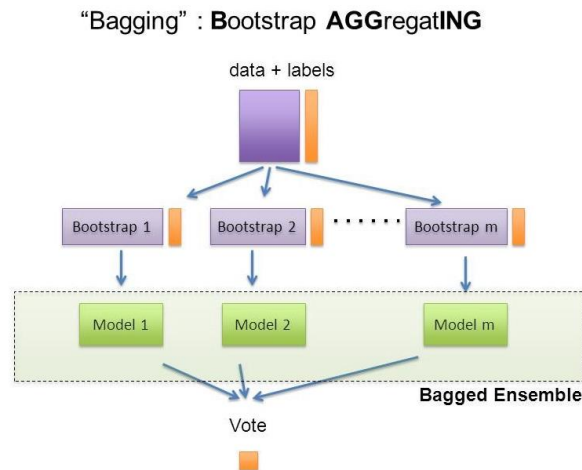 “Bagging” : Bootstrap AGGregatING
data + labels
Bootstrap 1
Bootstrap 2
......
Bootstrap m
Model 1
Model 2
Model m
Bagged Ensemble
Vote